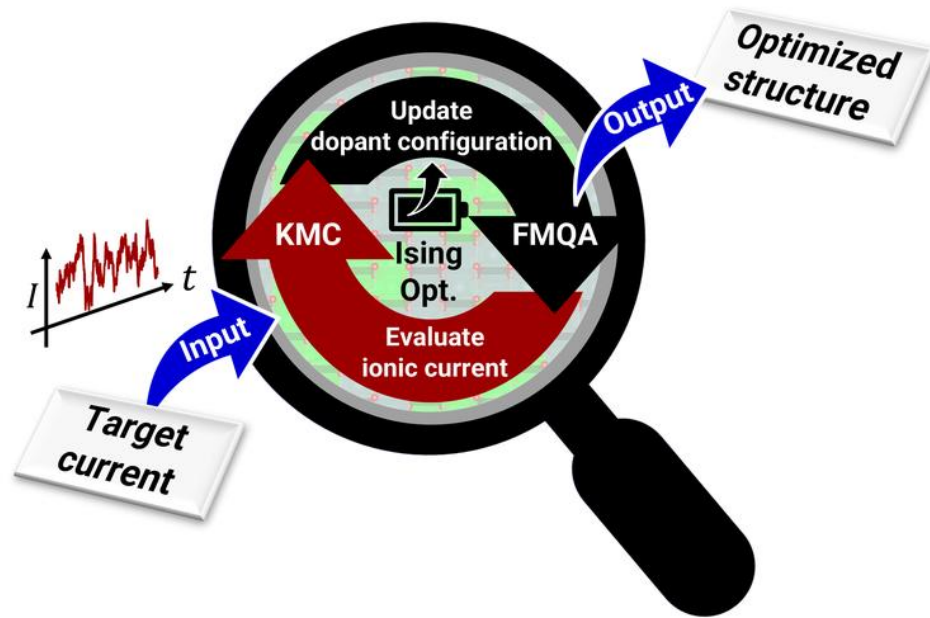 Optimized
structure
Output
Update
dopant configuration
KMC
FMQA
Ising
Opt.
Evaluate
ionic current
I
t
Input
Target
current